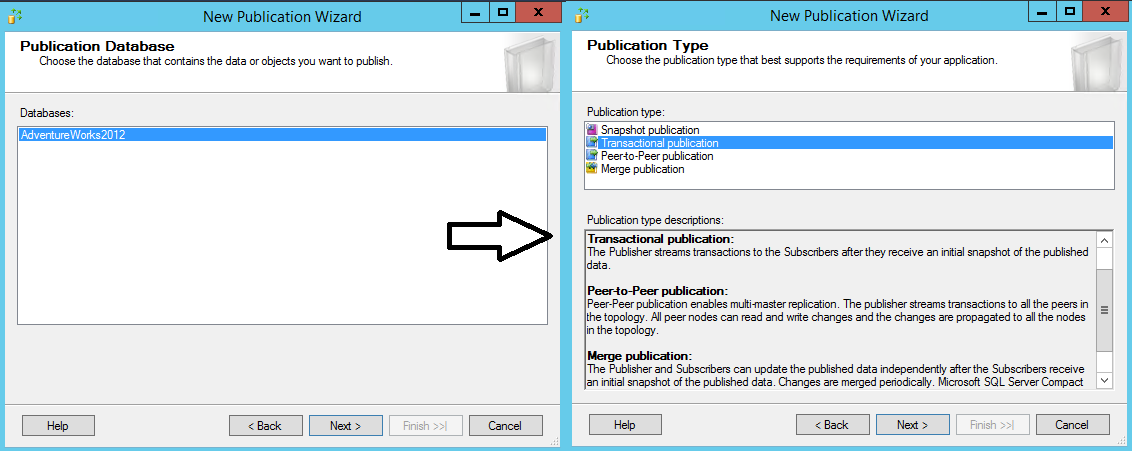 New Publication Wizard
Publication Database
Choose the database that contains the data or objects you want to publish.
Databases:
AdventureWorks2012
Help
< Back
Next >
Finish >>|
Cancel
New Publication Wizard
Publication Type
Choose the publication type that best supports the requirements of your application.
Publication type:
Snapshot publication
Transactional publication
Peer-to-Peer publication
Merge publication
Publication type descriptions:
Transactional publication:
The Publisher streams transactions to the Subscribers after they receive an initial snapshot of the published
data.
Peer-to-Peer publication:
Peer-Peer publication enables multi-master replication. The publisher streams transactions to all the peers in
the topology. All peer nodes can read and write changes and the changes are propagated to all the nodes
in the topology.
Merge publication:
The Publisher and Subscribers can update the published data independently after the Subscribers receive
an initial snapshot of the published data. Changes are merged periodically. Microsoft SQL Server Compact
Help
< Back
Next >
Finish >>|
Cancel